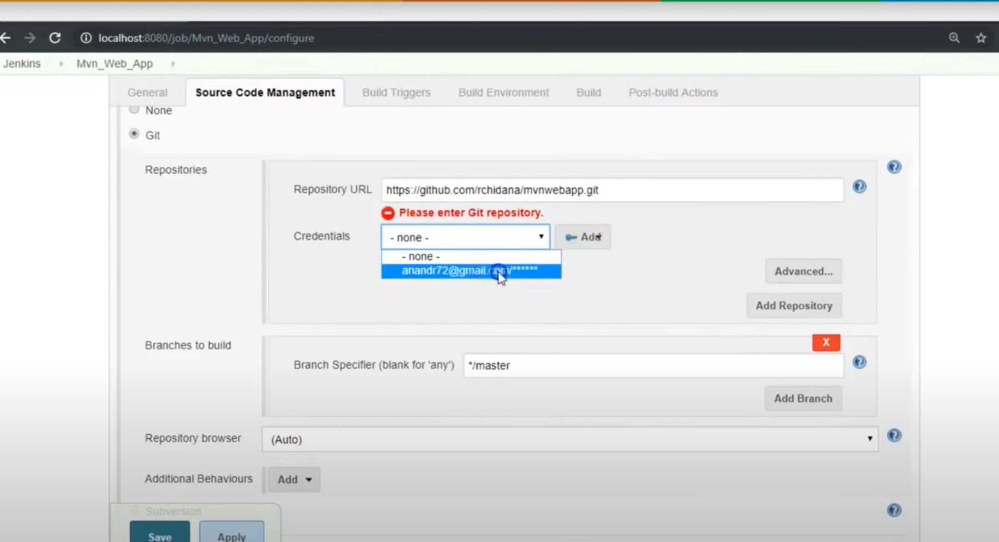 localhost:8080/job/Mvn_Web_App/configure
Jenkins Mvn_Web_App
General Source Code Management Build Triggers Build Environment Build Post-build Actions
None
Git
Repositories
Repository URL https://github.com/rchidana/mvnwebapp.git
Please enter Git repository.
Credentials - none - Add
- none -
anandr72@gmail.com/******
Advanced...
Add Repository
Branches to build X
Branch Specifier (blank for 'any') */master
Add Branch
Repository browser (Auto)
Additional Behaviours Add
Subversion
Save Apply